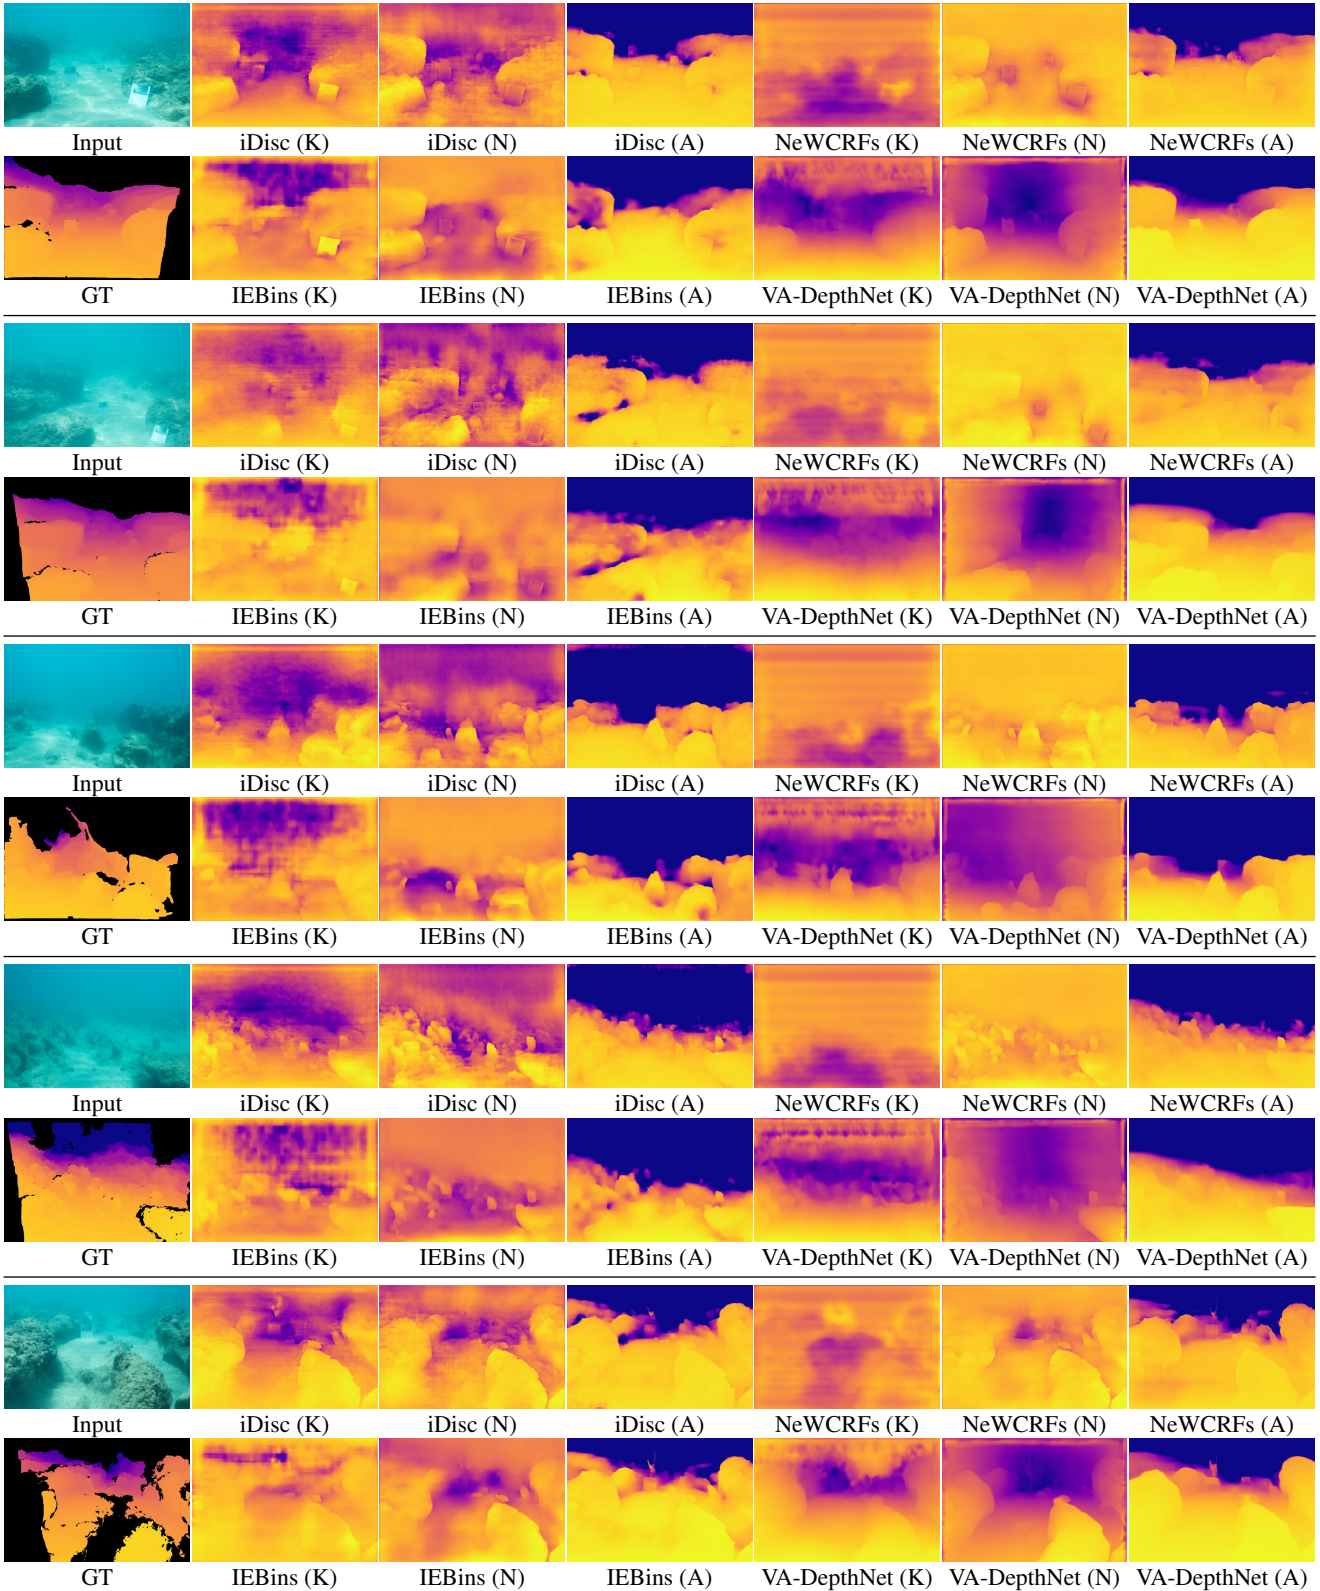 Input iDisc (K) iDisc (N) iDisc (A) NeWCRFs (K) NeWCRFs (N) NeWCRFs (A)
GT IEBins (K) IEBins (N) IEBins (A) VA-DepthNet (K) VA-DepthNet (N) VA-DepthNet (A)
Input iDisc (K) iDisc (N) iDisc (A) NeWCRFs (K) NeWCRFs (N) NeWCRFs (A)
GT IEBins (K) IEBins (N) IEBins (A) VA-DepthNet (K) VA-DepthNet (N) VA-DepthNet (A)
Input iDisc (K) iDisc (N) iDisc (A) NeWCRFs (K) NeWCRFs (N) NeWCRFs (A)
GT IEBins (K) IEBins (N) IEBins (A) VA-DepthNet (K) VA-DepthNet (N) VA-DepthNet (A)
Input iDisc (K) iDisc (N) iDisc (A) NeWCRFs (K) NeWCRFs (N) NeWCRFs (A)
GT IEBins (K) IEBins (N) IEBins (A) VA-DepthNet (K) VA-DepthNet (N) VA-DepthNet (A)
Input iDisc (K) iDisc (N) iDisc (A) NeWCRFs (K) NeWCRFs (N) NeWCRFs (A)
GT IEBins (K) IEBins (N) IEBins (A) VA-DepthNet (K) VA-DepthNet (N) VA-DepthNet (A)